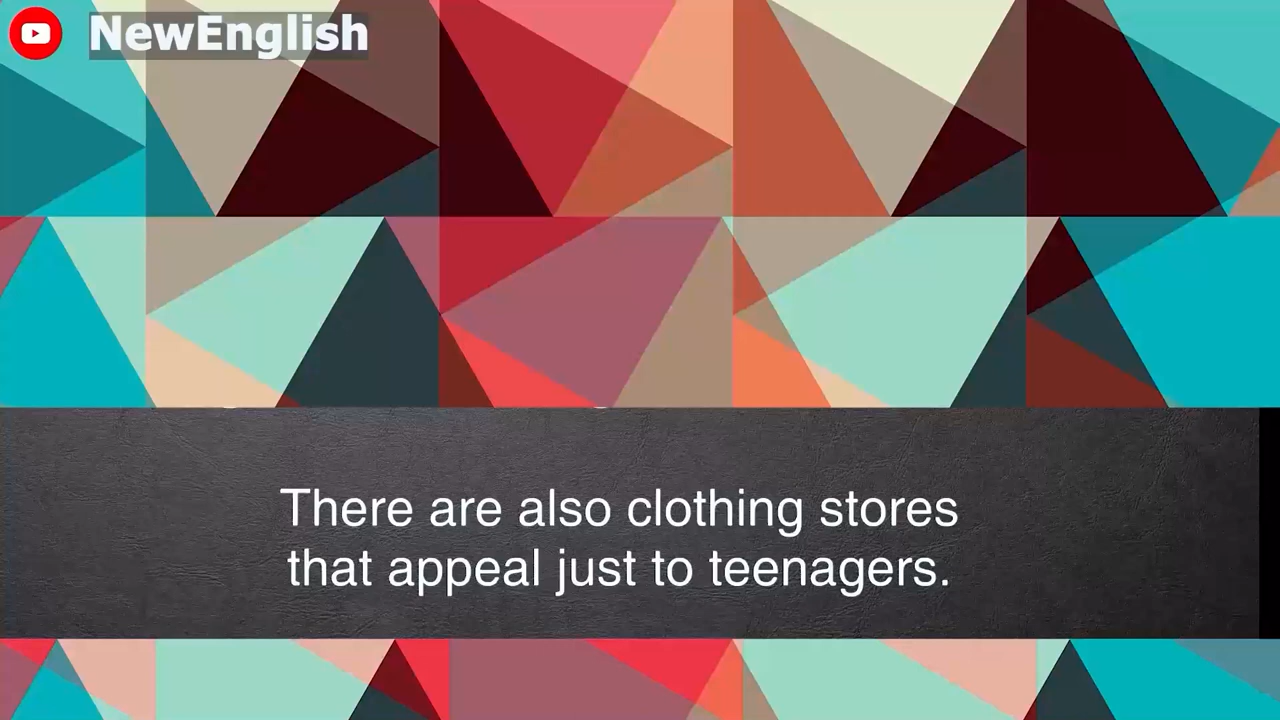 NewEnglish
There are also clothing stores
that appeal just to teenagers.